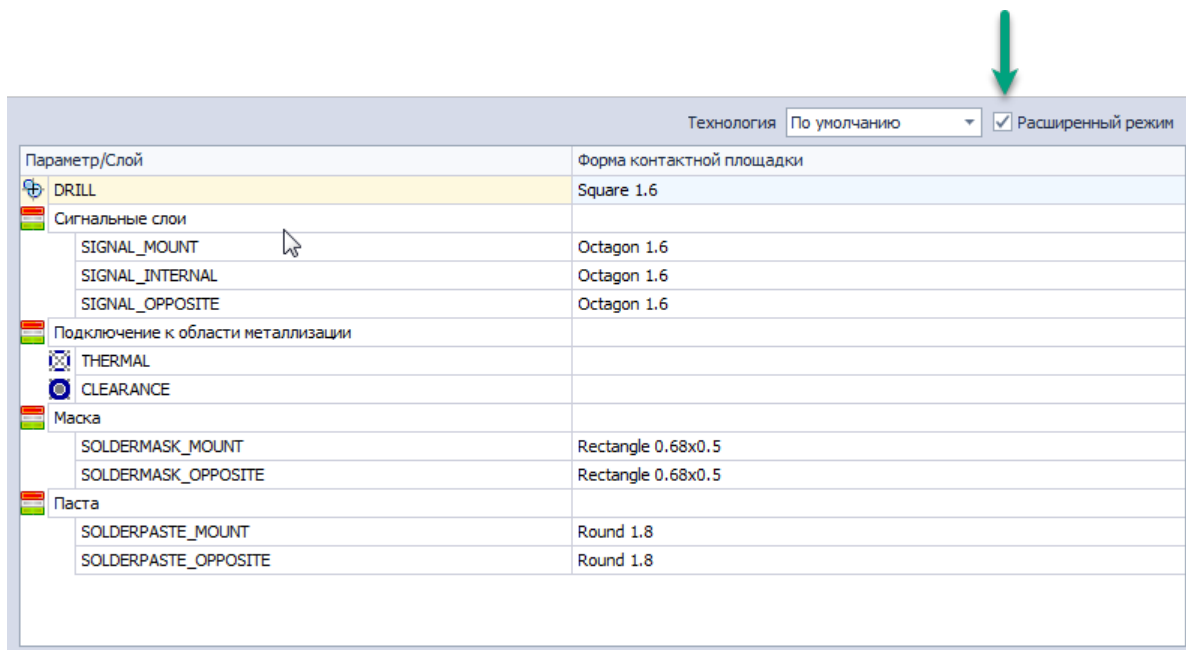 Технология По умолчанию Расширенный режим
Параметр/Слой Форма контактной площадки
DRILL Square 1.6
Сигнальные слои
SIGNAL_MOUNT Octagon 1.6
SIGNAL_INTERNAL Octagon 1.6
SIGNAL_OPPOSITE Octagon 1.6
Подключение к области металлизации
THERMAL
CLEARANCE
Маска
SOLDERMASK_MOUNT Rectangle 0.68x0.5
SOLDERMASK_OPPOSITE Rectangle 0.68x0.5
Паста
SOLDERPASTE_MOUNT Round 1.8
SOLDERPASTE_OPPOSITE Round 1.8